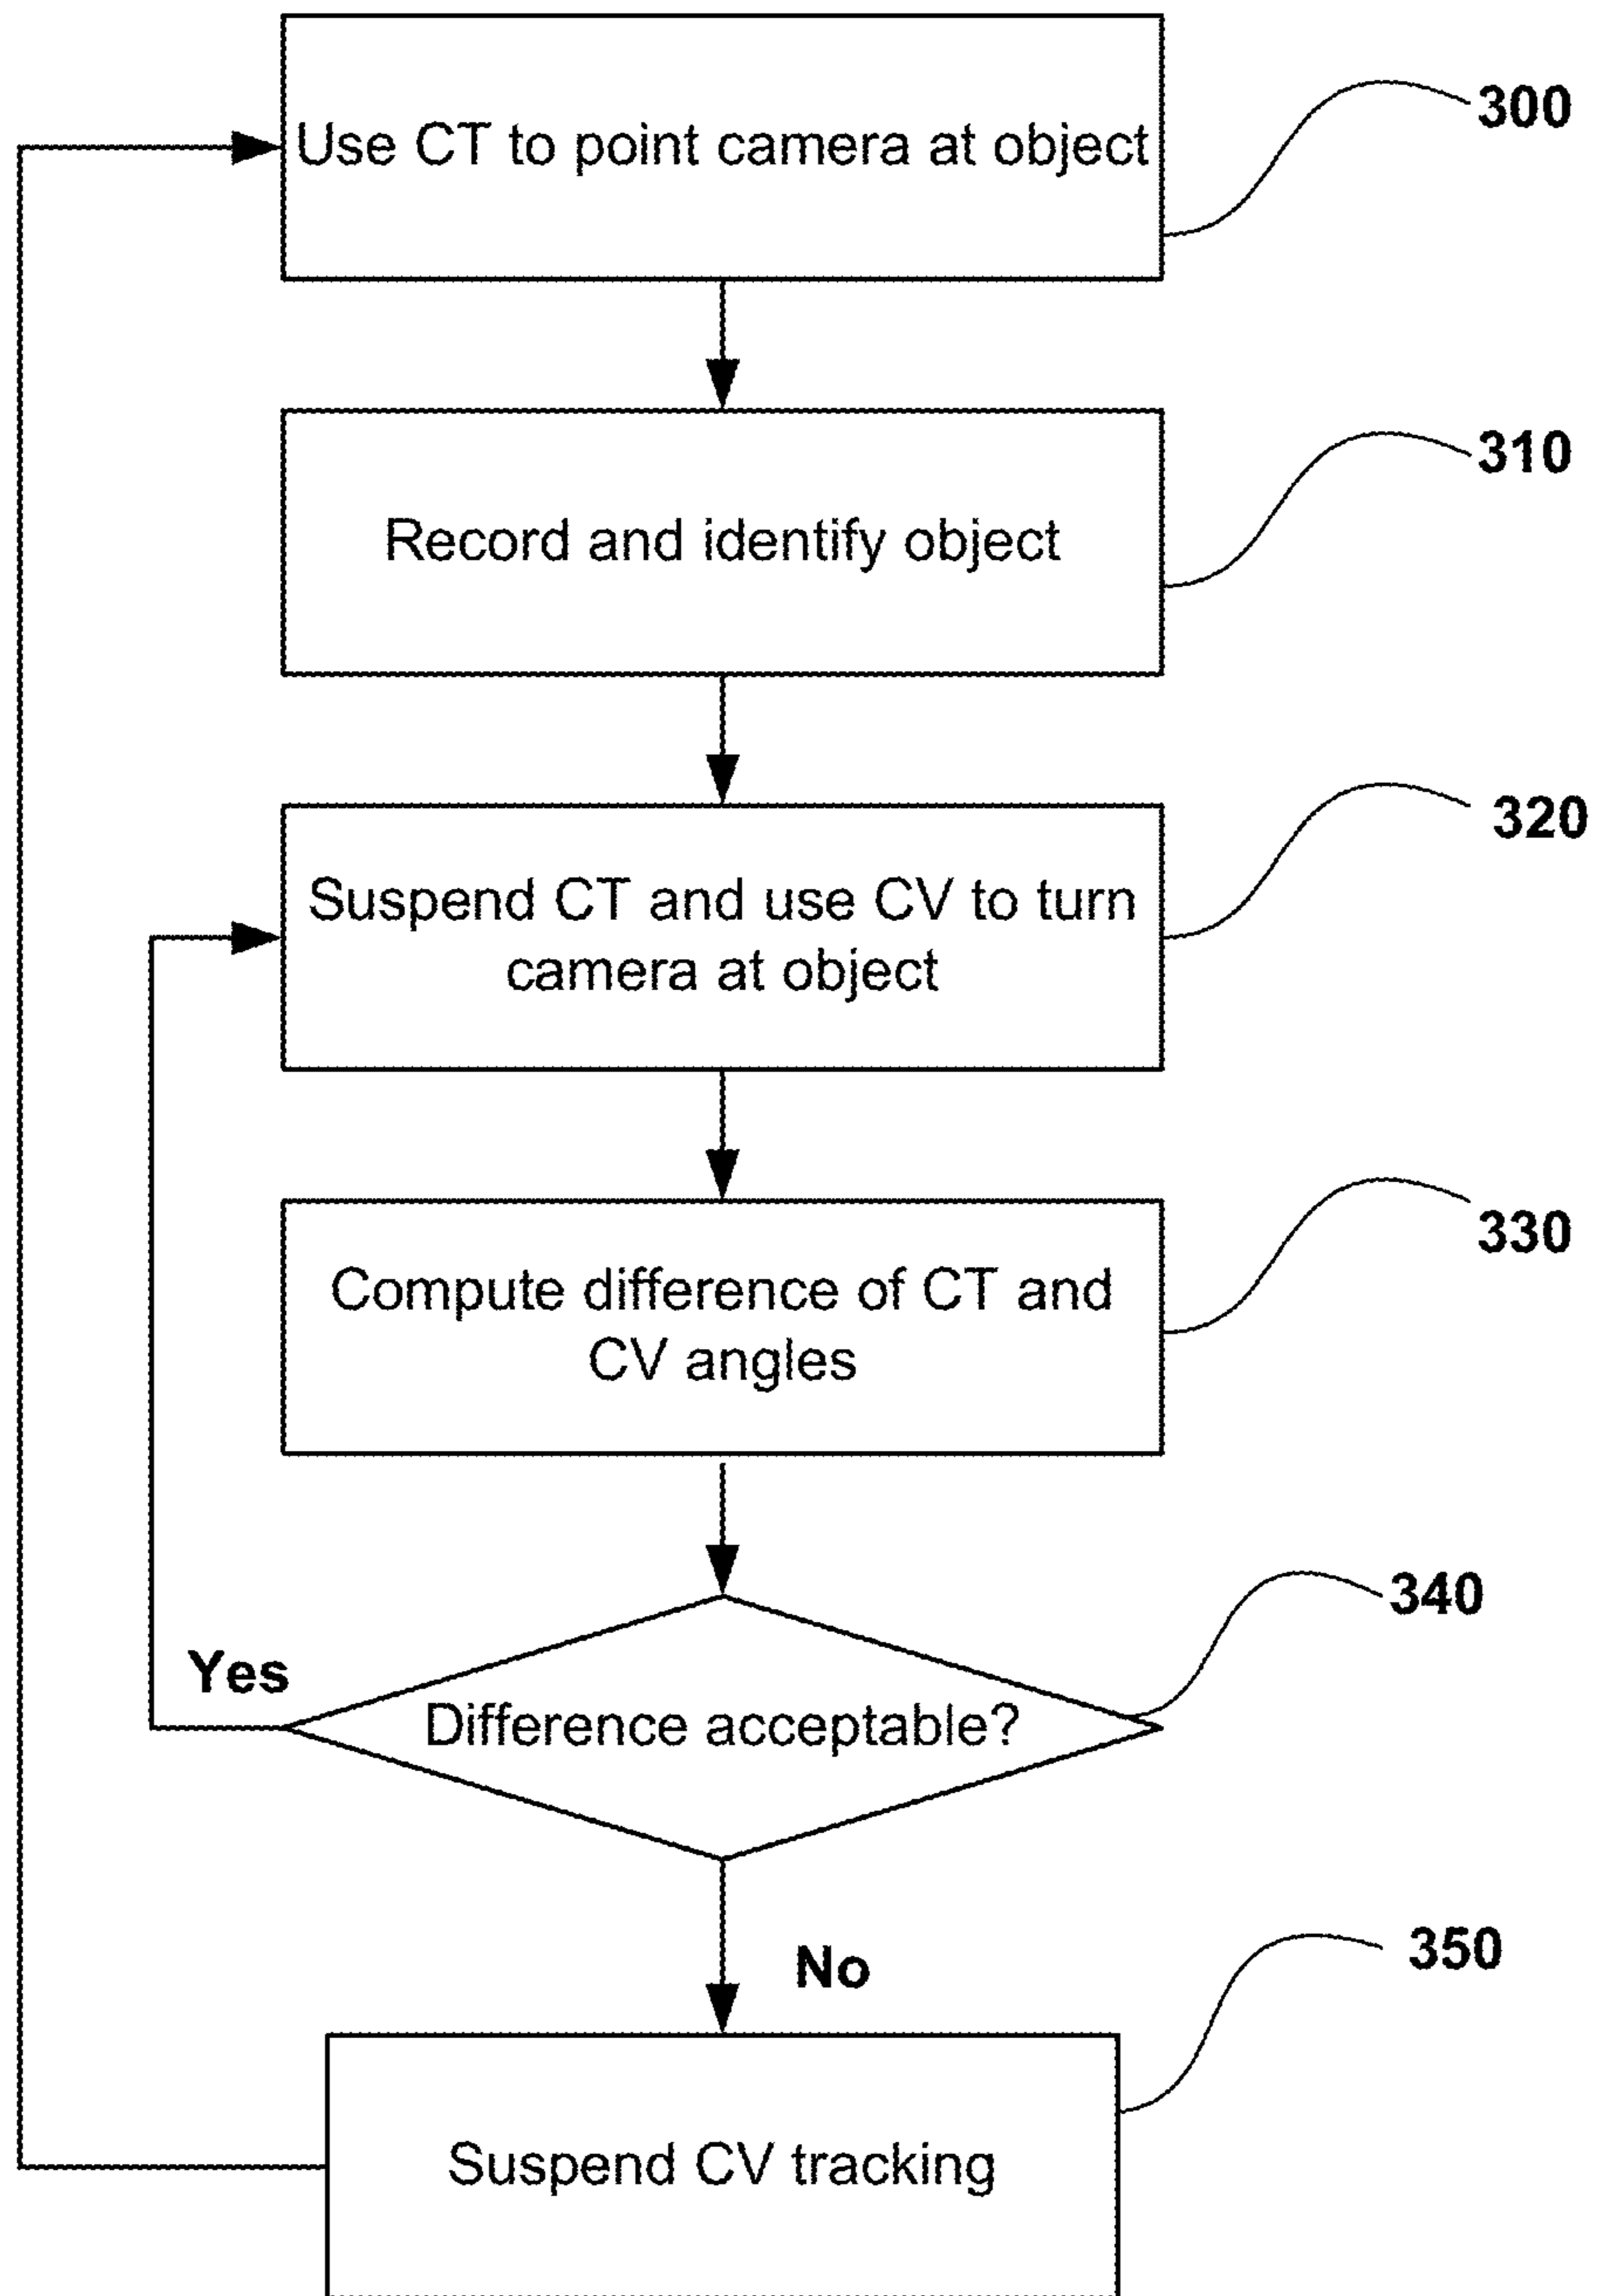 Use CT to point camera at object
300
Record and identify object
310
Suspend CT and use CV to turn
camera at object
320
Compute difference of CT and
CV angles
330
Difference acceptable?
340
Yes
No
Suspend CV tracking
350